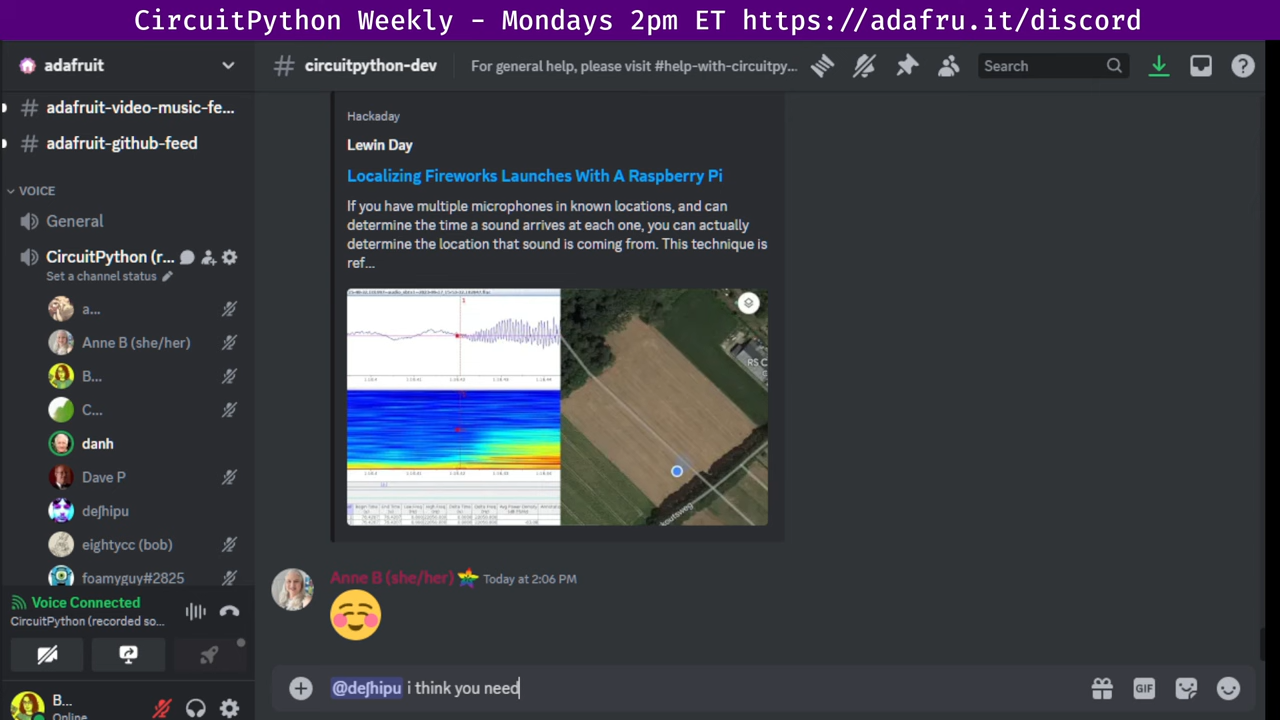 CircuitPython Weekly - Mondays 2pm ET https://adafru.it/discord
adafruit
adafruit-video-music-fe...
adafruit-github-feed
VOICE
General
CircuitPython (r...
Set a channel status
a...
Anne B (she/her)
B...
C...
danh
Dave P
deʃhipu
eightycc (bob)
foamyguy#2825
Voice Connected
CircuitPython (recorded so...
B...
Online
# circuitpython-dev
For general help, please visit #help-with-circuitpy...
Search
Hackaday
Lewin Day
Localizing Fireworks Launches With A Raspberry Pi
If you have multiple microphones in known locations, and can
determine the time a sound arrives at each one, you can actually
determine the location that sound is coming from. This technique is
ref...
RS C
Anne B (she/her) Today at 2:06 PM
@deʃhipu i think you need
GIF